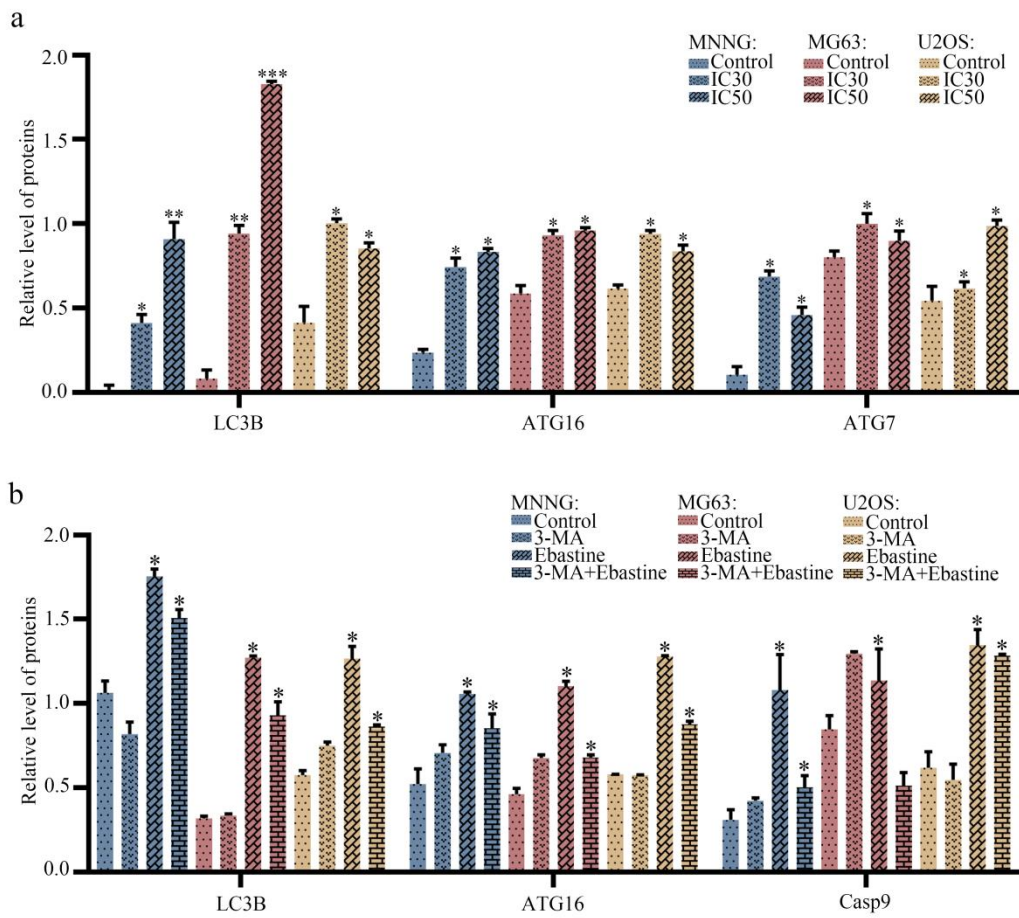 a
MNNG: MG63: U2OS:
Control Control Control
IC30 IC30 IC30
IC50 IC50 IC50
Relative level of proteins
2.0
1.5
1.0
0.5
0.0
* ** ** *** * *
* * * * * *
* * * * * *
LC3B ATG16 ATG7
b
MNNG: MG63: U2OS:
Control Control Control
3-MA 3-MA 3-MA
Ebastine Ebastine Ebastine
3-MA+Ebastine 3-MA+Ebastine 3-MA+Ebastine
Relative level of proteins
2.0
1.5
1.0
0.5
0.0
* * * * * *
* * * * * *
* * * * *
LC3B ATG16 Casp9